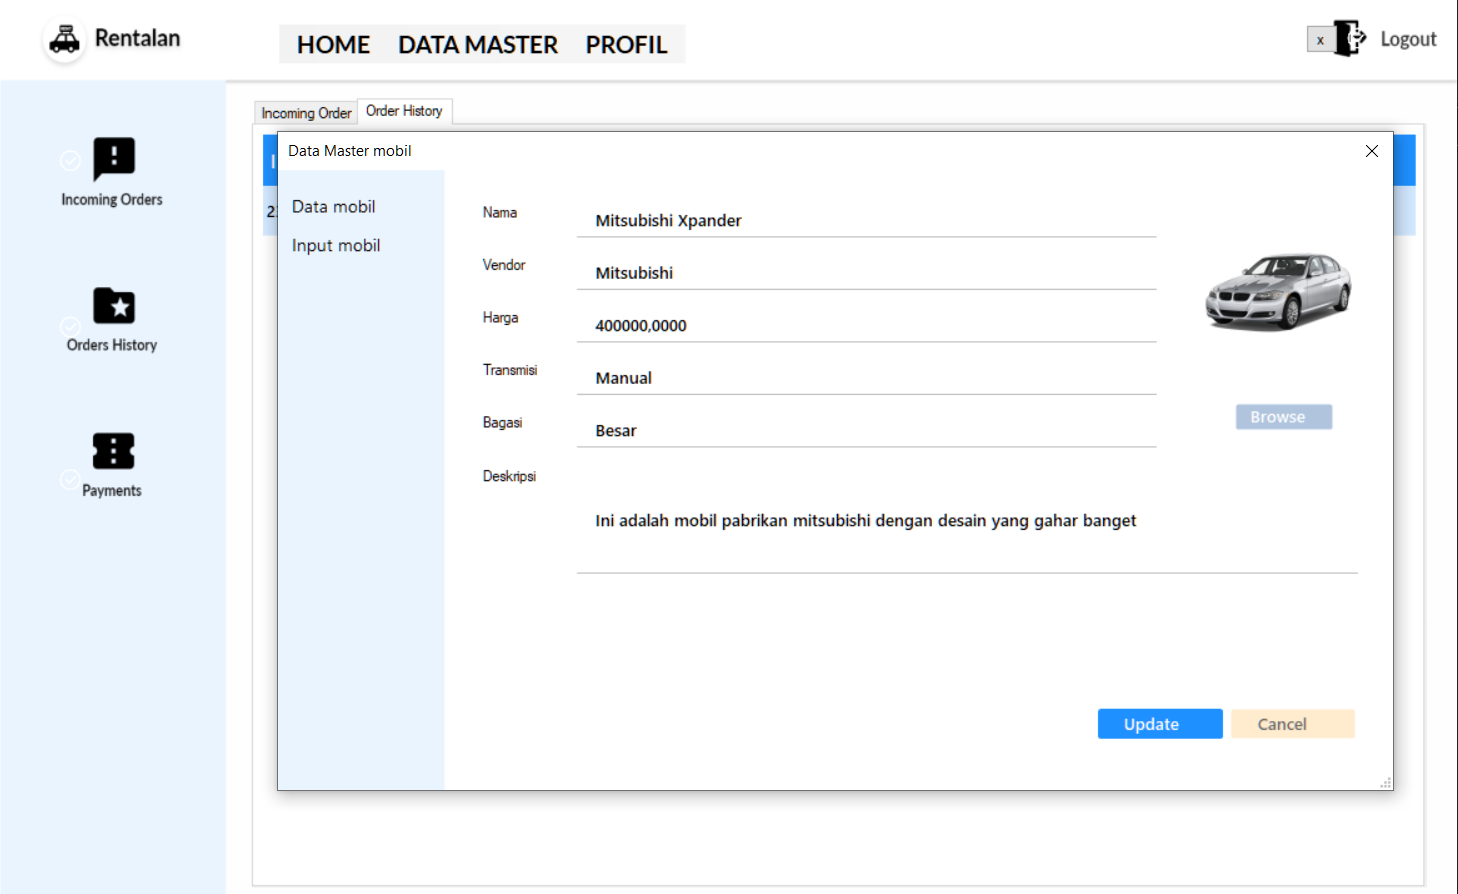 Rentalan
HOME DATA MASTER PROFIL
x Logout
Incoming Orders
Orders History
Payments
Incoming Order Order History
Data Master mobil
Data mobil
Input mobil
Nama Mitsubishi Xpander
Vendor Mitsubishi
Harga 400000,0000
Transmisi Manual
Bagasi Besar
Deskripsi
Ini adalah mobil pabrikan mitsubishi dengan desain yang gahar banget
Browse
Update Cancel